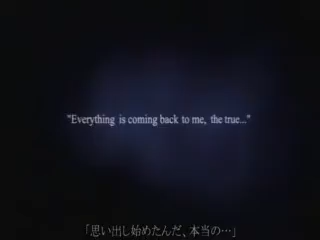 "Everything is coming back to me, the true..."
「思い出し始めたんだ、本当の…」